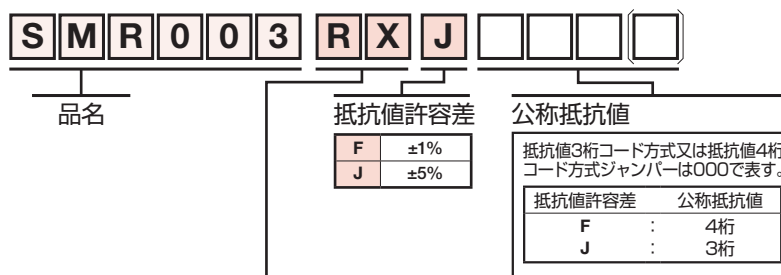 SMR003 RX J
品名
抵抗値許容差
F ±1%
J ±5%
公称抵抗値
抵抗値3桁コード方式又は抵抗値4桁
コード方式ジャンパーは000で表す。
抵抗値許容差 公称抵抗値
F : 4桁
J : 3桁